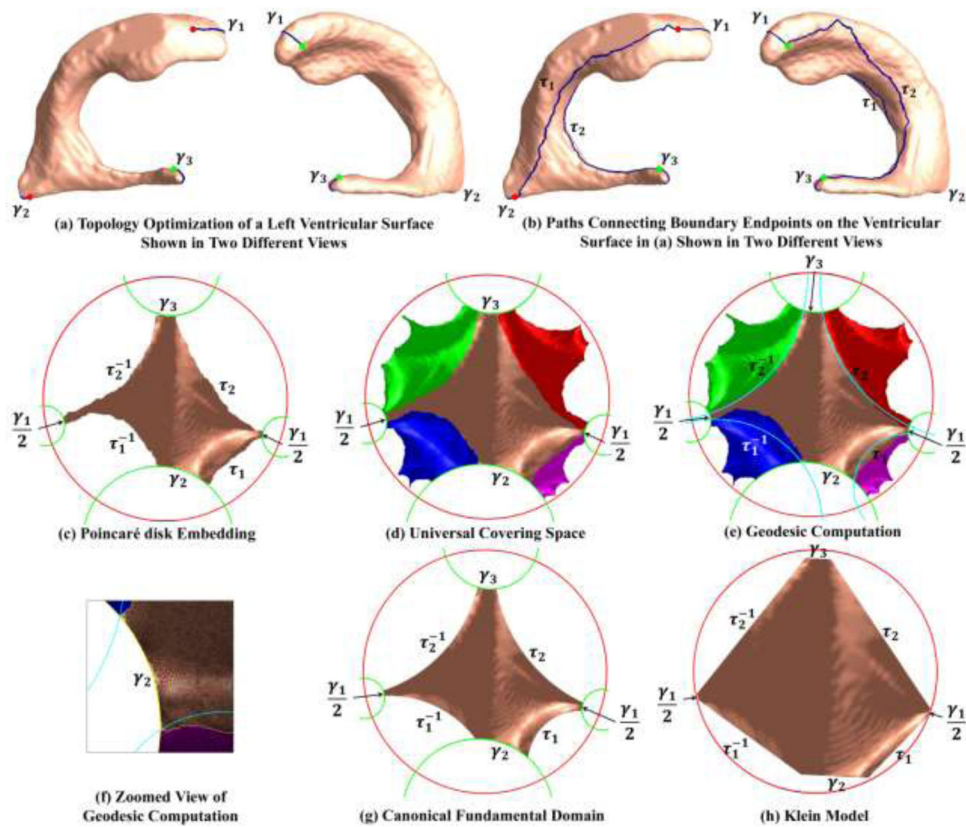 γ₁ γ₁ γ₁ γ₁
τ₁ τ₂ τ₁ τ₂
γ₃ γ₃ γ₃ γ₃
γ₂ γ₂ γ₂ γ₂
(a) Topology Optimization of a Left Ventricular Surface
Shown in Two Different Views
(b) Paths Connecting Boundary Endpoints on the Ventricular
Surface in (a) Shown in Two Different Views
γ₃
τ₂⁻¹ τ₂
γ₁/2 γ₁/2
τ₁⁻¹ τ₁
γ₂
(c) Poincaré disk Embedding
γ₃
γ₁/2 γ₁/2
γ₂
(d) Universal Covering Space
γ₃
τ₂⁻¹ τ₂
γ₁/2 γ₁/2
τ₁⁻¹
γ₂
(e) Geodesic Computation
γ₂
(f) Zoomed View of
Geodesic Computation
γ₃
τ₂⁻¹ τ₂
γ₁/2 γ₁/2
τ₁⁻¹ τ₁
γ₂
(g) Canonical Fundamental Domain
γ₃
τ₂⁻¹ τ₂
γ₁/2 γ₁/2
τ₁⁻¹ τ₁
γ₂
(h) Klein Model